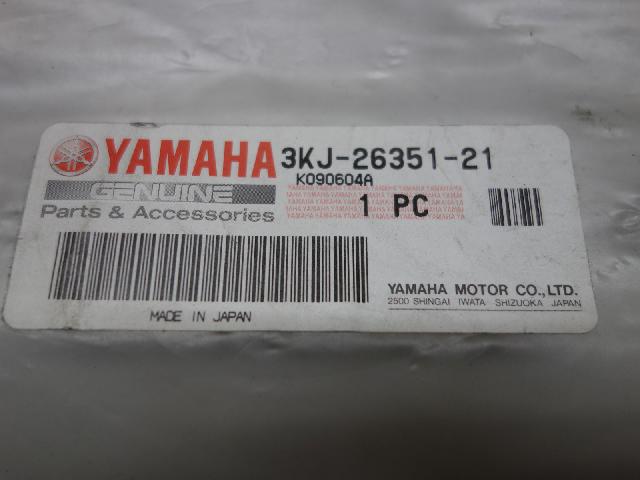 YAMAHA 3KJ-26351-21
GENUINE K090604A
Parts & Accessories 1 PC
YAMAHA MOTOR CO.,LTD.
2500 SHINGAI IWATA SHIZUOKA JAPAN
MADE IN JAPAN